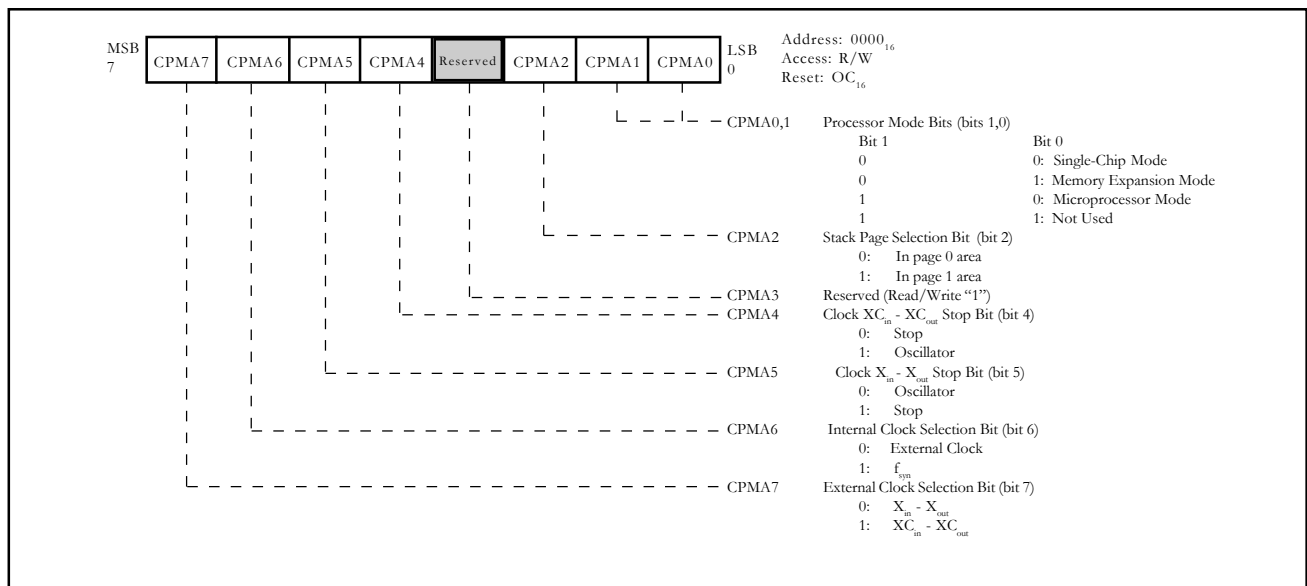 MSB
7
CPMA7 CPMA6 CPMA5 CPMA4 Reserved CPMA2 CPMA1 CPMA0
LSB
0
Address: 0000₁₆
Access: R/W
Reset: OC₁₆
CPMA0,1 Processor Mode Bits (bits 1,0)
Bit 1 Bit 0
0 0: Single-Chip Mode
0 1: Memory Expansion Mode
1 0: Microprocessor Mode
1 1: Not Used
CPMA2 Stack Page Selection Bit (bit 2)
0: In page 0 area
1: In page 1 area
CPMA3 Reserved (Read/Write “1”)
CPMA4 Clock XCin - XCout Stop Bit (bit 4)
0: Stop
1: Oscillator
CPMA5 Clock Xin - Xout Stop Bit (bit 5)
0: Oscillator
1: Stop
CPMA6 Internal Clock Selection Bit (bit 6)
0: External Clock
1: fsyn
CPMA7 External Clock Selection Bit (bit 7)
0: Xin - Xout
1: XCin - XCout